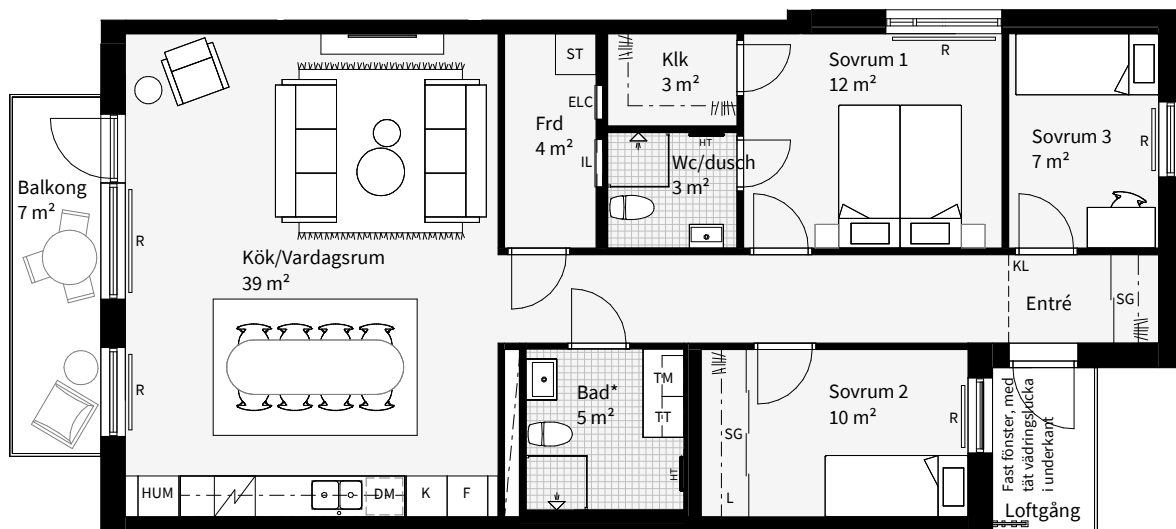 Balkong
7 m²
R
R
Kök/Vardagsrum
39 m²
HUM
DM
K
F
ST
ELC
Frd
4 m²
IL
Klk
3 m²
HT
Wc/dusch
3 m²
Sovrum 1
12 m²
R
Sovrum 3
7 m²
R
KL
Entré
SG
Bad*
5 m²
TM
TT
HT
SG
L
Sovrum 2
10 m²
R
Fast fönster, med
tät vädringslucka
i underkant
Loftgång